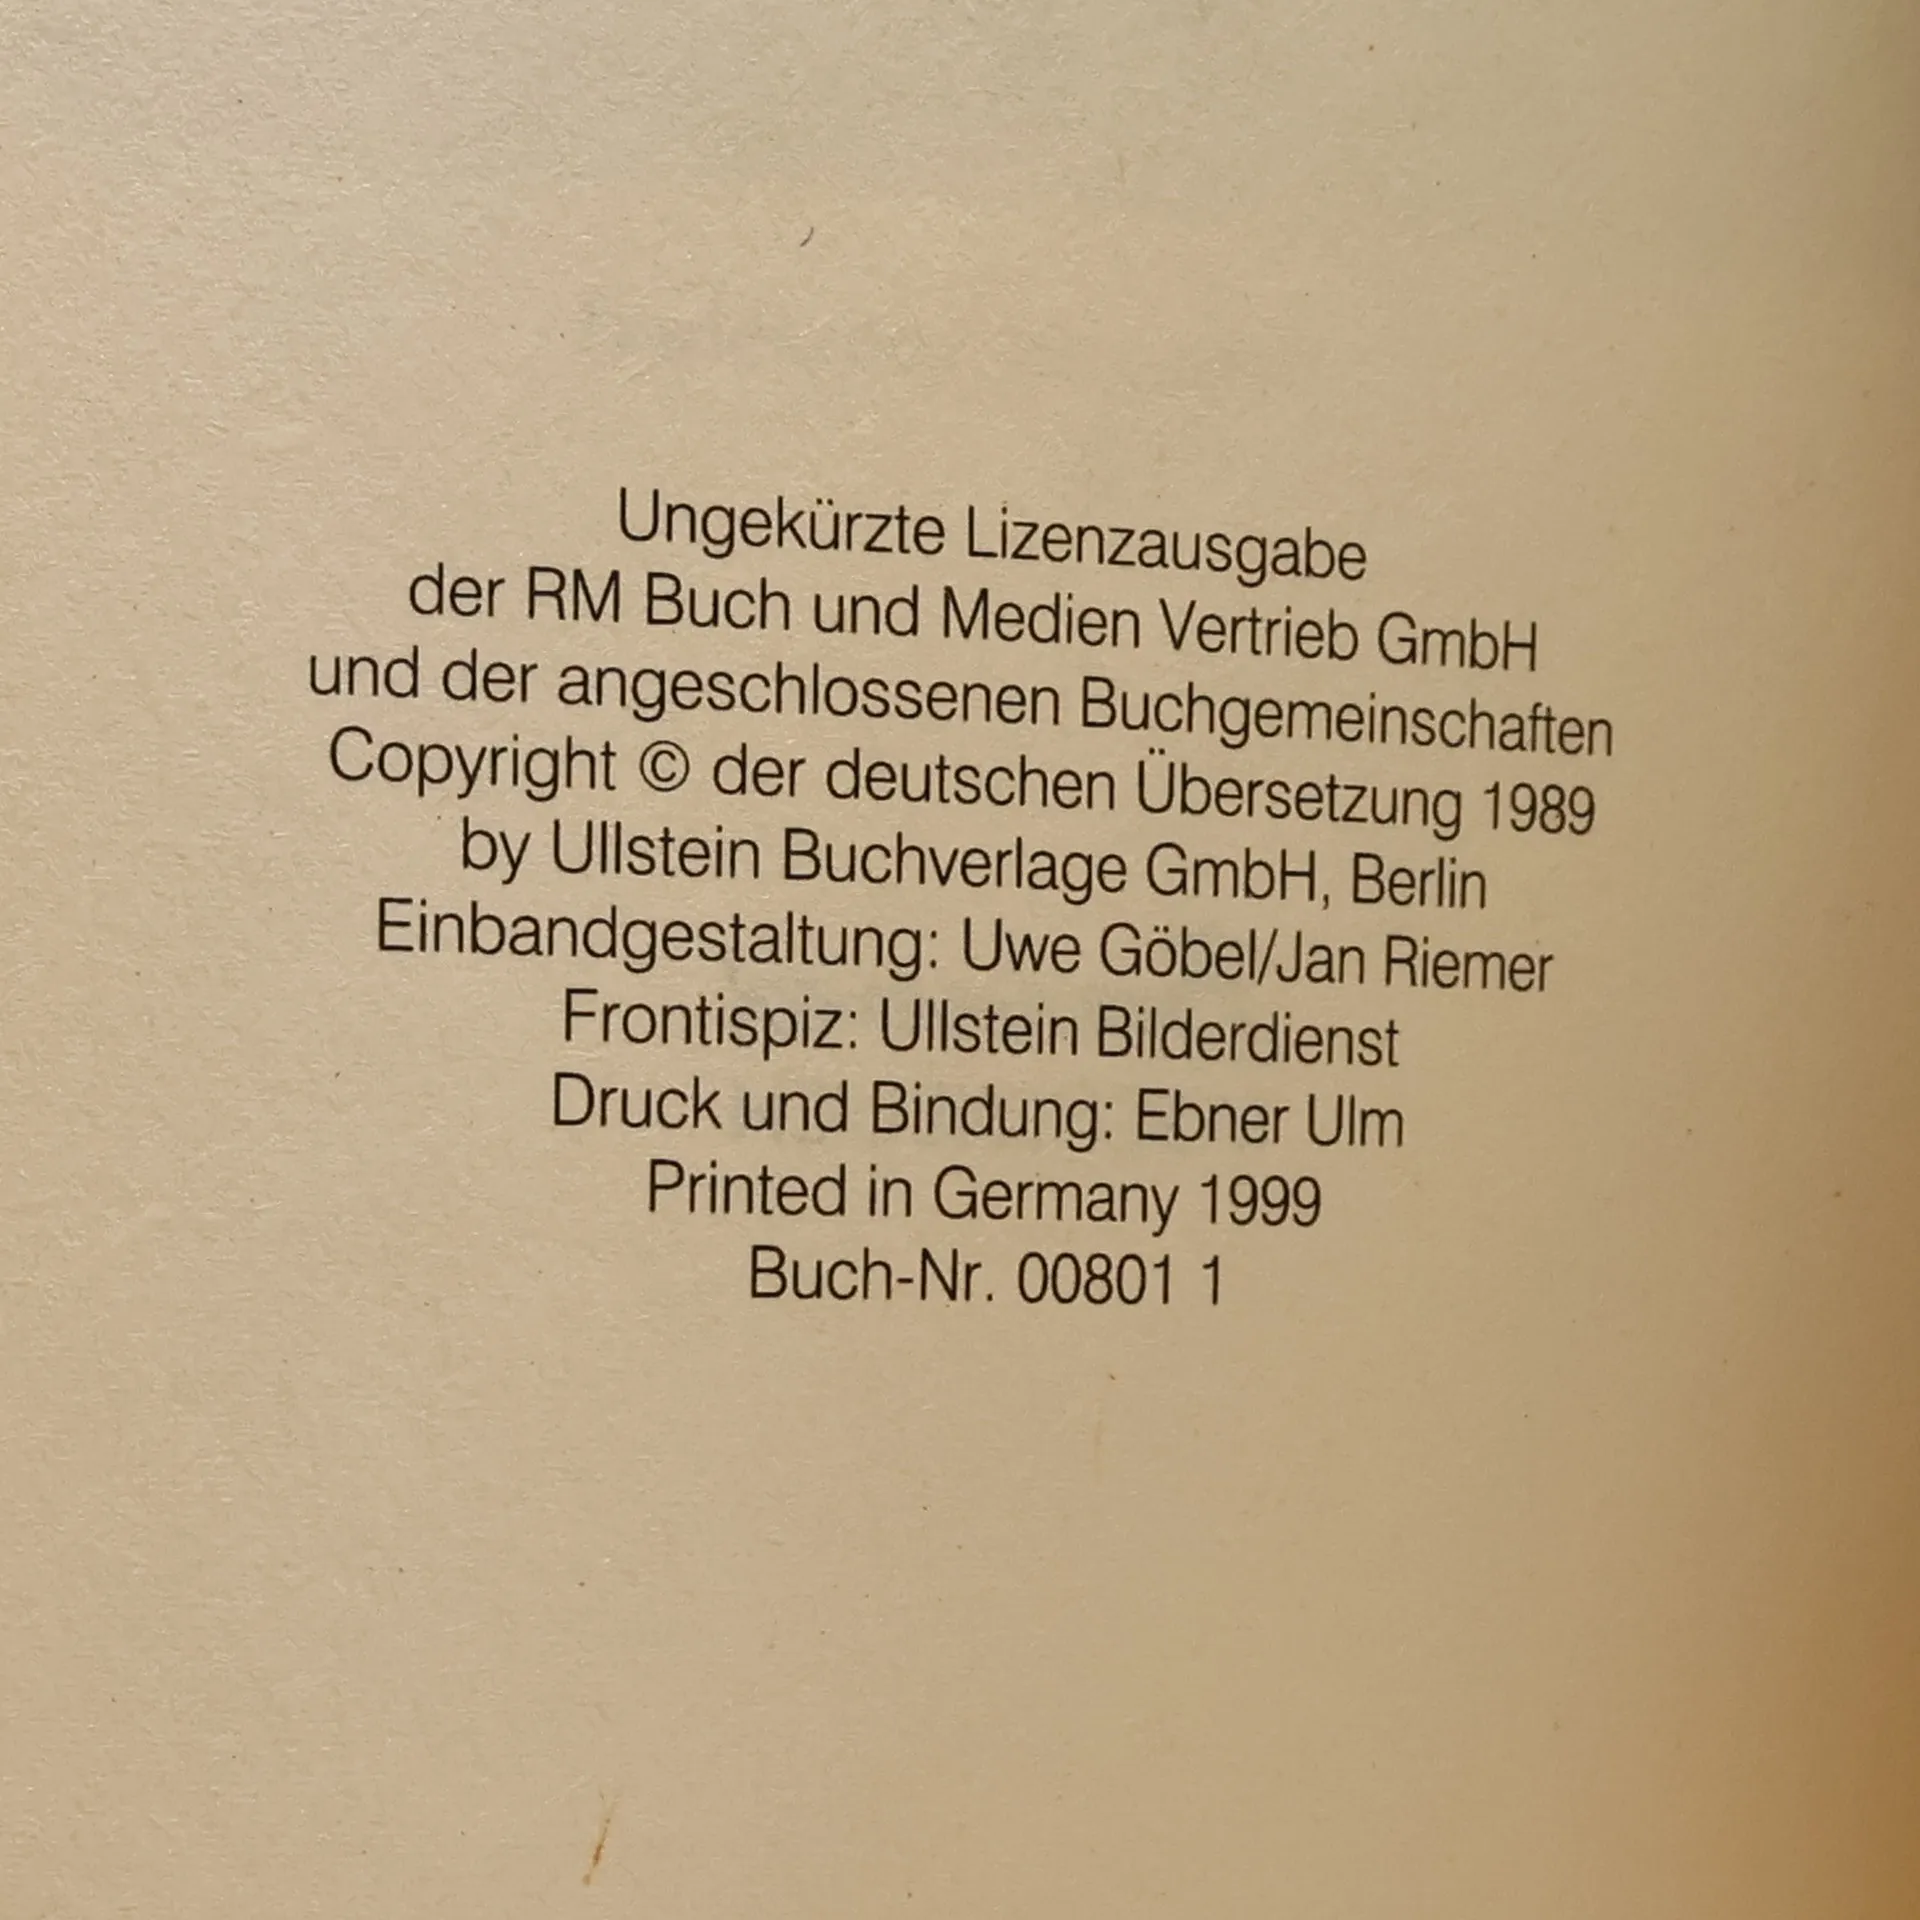 Ungekürzte Lizenzausgabe
der RM Buch und Medien Vertrieb GmbH
und der angeschlossenen Buchgemeinschaften
Copyright © der deutschen Übersetzung 1989
by Ullstein Buchverlage GmbH, Berlin
Einbandgestaltung: Uwe Göbel/Jan Riemer
Frontispiz: Ullstein Bilderdienst
Druck und Bindung: Ebner Ulm
Printed in Germany 1999
Buch-Nr. 00801 1